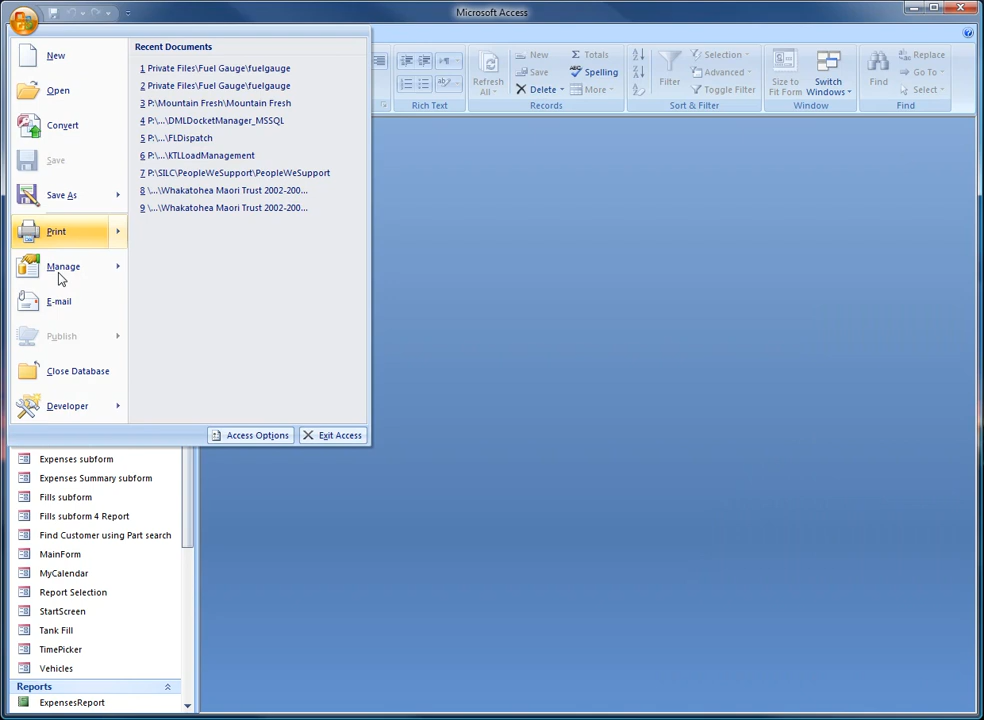 Microsoft Access
New
Open
Convert
Save
Save As
Print
Manage
E-mail
Publish
Close Database
Developer
Recent Documents
1 Private Files\Fuel Gauge\fuelgauge
2 Private Files\Fuel Gauge\fuelgauge
3 P:\Mountain Fresh\Mountain Fresh
4 P:\...\DMLDocketManager_MSSQL
5 P:\...\FLDispatch
6 P:\...\KTLLoadManagement
7 P:\SILC\PeopleWeSupport\PeopleWeSupport
8 \...\Whakatohea Maori Trust 2002-200...
9 \...\Whakatohea Maori Trust 2002-200...
Access Options
Exit Access
Rich Text
Refresh All
New
Save
Delete
Totals
Spelling
More
Records
Filter
Selection
Advanced
Toggle Filter
Sort & Filter
Size to Fit Form
Switch Windows
Window
Find
Replace
Go To
Select
Find
Expenses subform
Expenses Summary subform
Fills subform
Fills subform 4 Report
Find Customer using Part search
MainForm
MyCalendar
Report Selection
StartScreen
Tank Fill
TimePicker
Vehicles
Reports
ExpensesReport